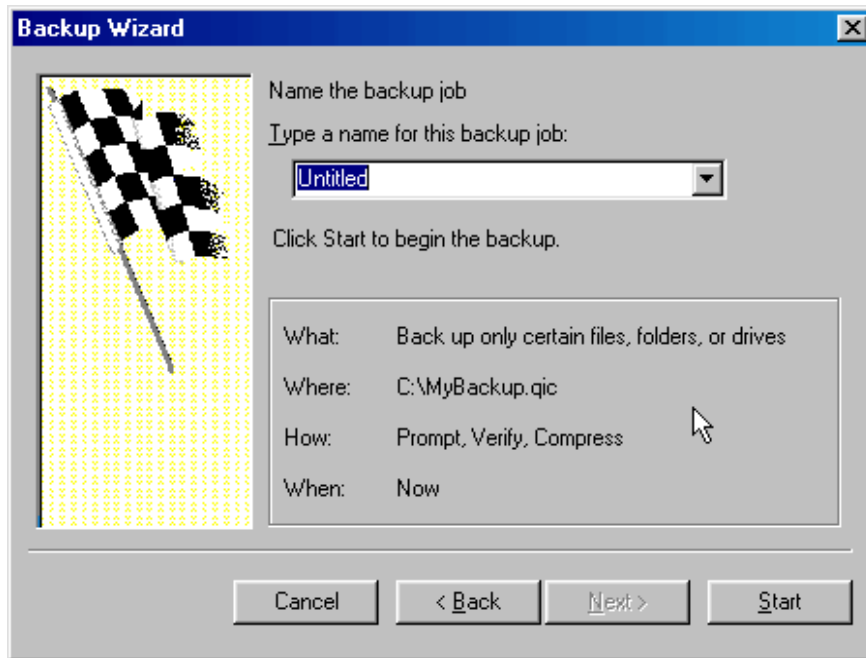 Backup Wizard
Name the backup job
Type a name for this backup job:
Untitled
Click Start to begin the backup.
What: Back up only certain files, folders, or drives
Where: C:\MyBackup.qic
How: Prompt, Verify, Compress
When: Now
Cancel < Back Next > Start